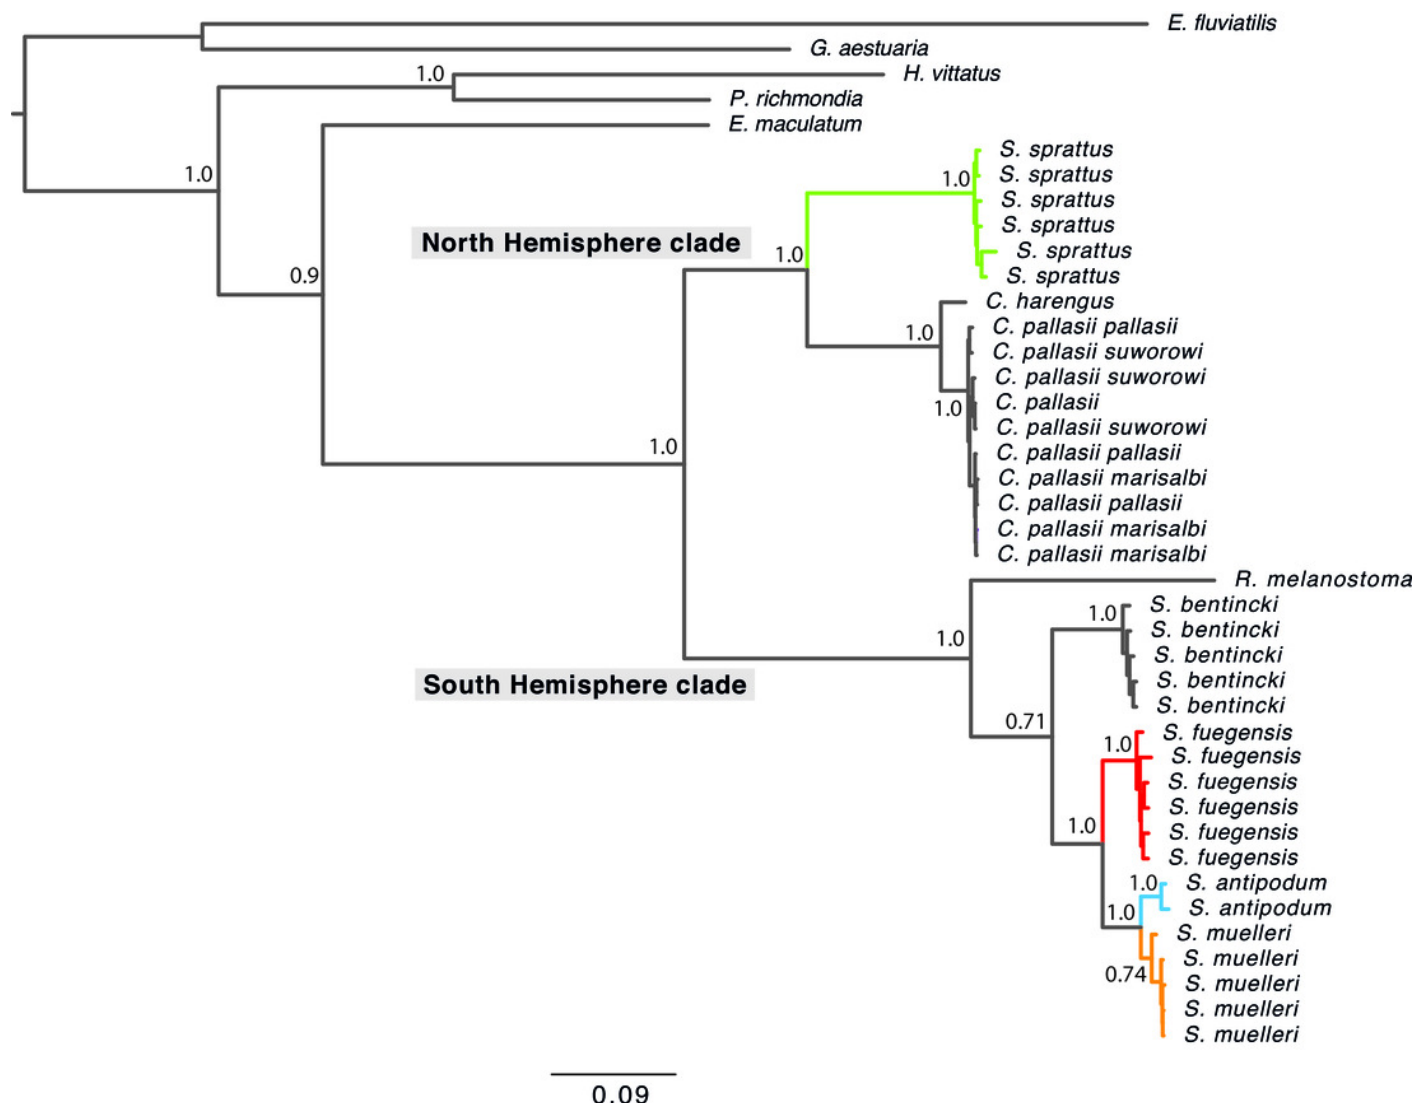 E. fluviatilis
G. aestuaria
1.0
H. vittatus
P. richmondia
E. maculatum
S. sprattus
1.0
1.0
S. sprattus
S. sprattus
S. sprattus
North Hemisphere clade
1.0
S. sprattus
0.9
S. sprattus
C. harengus
1.0
C. pallasii pallasii
C. pallasii suworowi
C. pallasii suworowi
1.0
C. pallasii
C. pallasii suworowi
1.0
C. pallasii pallasii
C. pallasii marisalbi
C. pallasii pallasii
C. pallasii marisalbi
C. pallasii marisalbi
R. melanostoma
1.0
S. bentincki
S. bentincki
1.0
S. bentincki
South Hemisphere clade
S. bentincki
S. bentincki
0.71
S. fuegensis
1.0
S. fuegensis
S. fuegensis
S. fuegensis
1.0
S. fuegensis
S. fuegensis
1.0
S. antipodum
1.0
S. antipodum
S. muelleri
S. muelleri
0.74
S. muelleri
S. muelleri
S. muelleri
0.09